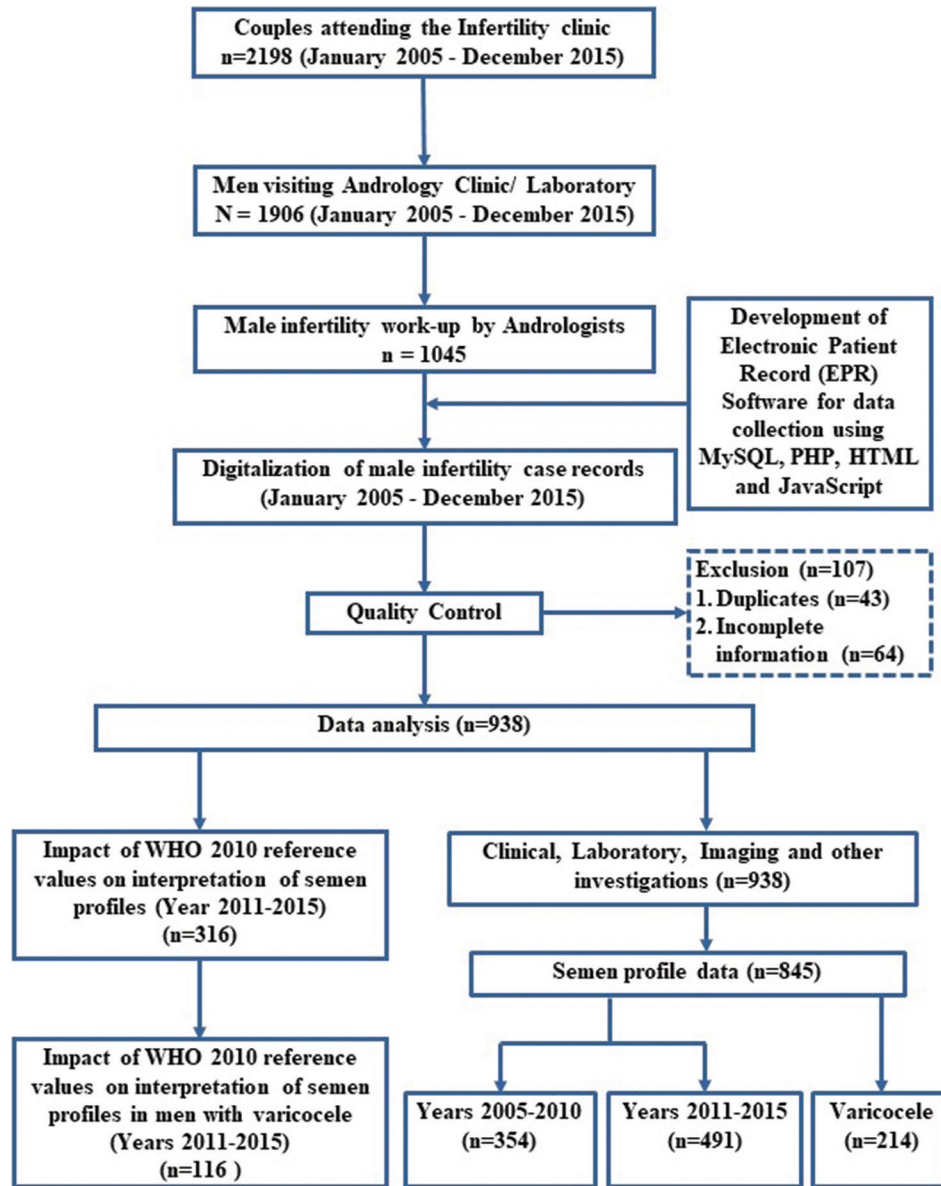 Couples attending the Infertility clinic
n=2198 (January 2005 - December 2015)
Men visiting Andrology Clinic/ Laboratory
N = 1906 (January 2005 - December 2015)
Male infertility work-up by Andrologists
n = 1045
Development of
Electronic Patient
Record (EPR)
Software for data
collection using
MySQL, PHP, HTML
and JavaScript
Digitalization of male infertility case records
(January 2005 - December 2015)
Quality Control
Exclusion (n=107)
1. Duplicates (n=43)
2. Incomplete
information (n=64)
Data analysis (n=938)
Impact of WHO 2010 reference
values on interpretation of semen
profiles (Year 2011-2015)
(n=316)
Clinical, Laboratory, Imaging and other
investigations (n=938)
Semen profile data (n=845)
Impact of WHO 2010 reference
values on interpretation of semen
profiles in men with varicocele
(Years 2011-2015)
(n=116 )
Years 2005-2010
(n=354)
Years 2011-2015
(n=491)
Varicocele
(n=214)